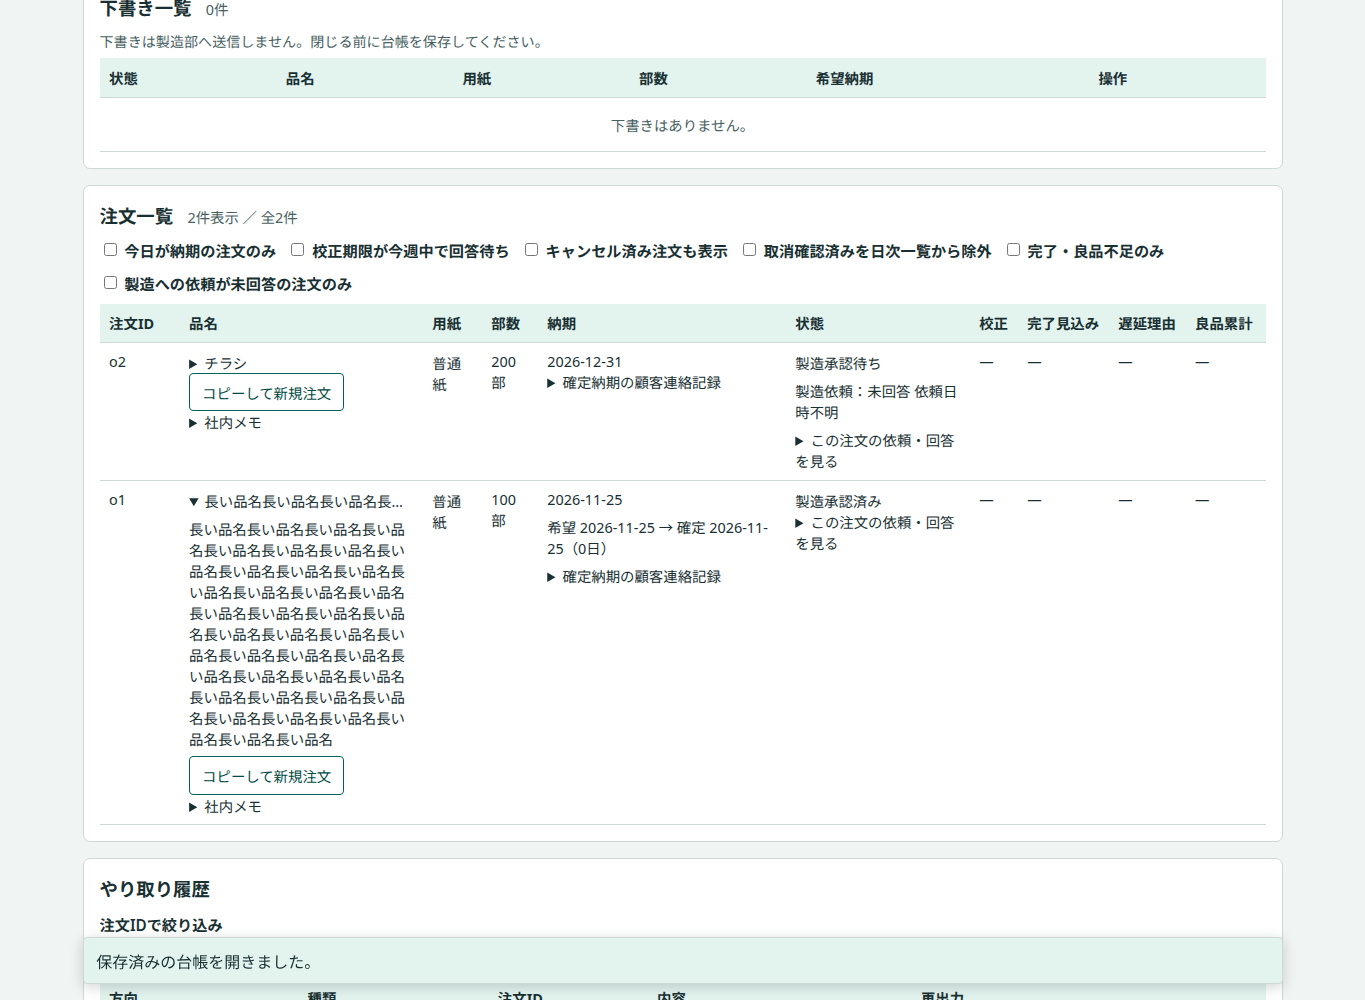 下書き一覧 0件
下書きは製造部へ送信しません。閉じる前に台帳を保存してください。
状態 品名 用紙 部数 希望納期 操作
下書きはありません。
注文一覧 2件表示 ／ 全2件
今日が納期の注文のみ 校正期限が今週中で回答待ち キャンセル済み注文も表示 取消確認済みを日次一覧から除外 完了・良品不足のみ
製造への依頼が未回答の注文のみ
注文ID 品名 用紙 部数 納期 状態 校正 完了見込み 遅延理由 良品累計
o2
▶ チラシ
コピーして新規注文
▶ 社内メモ
普通
紙
200
部
2026-12-31
▶ 確定納期の顧客連絡記録
製造承認待ち
製造依頼：未回答 依頼日
時不明
▶ この注文の依頼・回答
を見る
— — — —
o1
▼ 長い品名長い品名長い品名長...
長い品名長い品名長い品名長い品
名長い品名長い品名長い品名長い
品名長い品名長い品名長い品名長
い品名長い品名長い品名長い品名
長い品名長い品名長い品名長い品
名長い品名長い品名長い品名長い
品名長い品名長い品名長い品名長
い品名長い品名長い品名長い品名
長い品名長い品名長い品名長い品
名長い品名長い品名長い品名長い
品名長い品名長い品名
コピーして新規注文
▶ 社内メモ
普通
紙
100
部
2026-11-25
希望 2026-11-25 → 確定 2026-11-
25（0日）
▶ 確定納期の顧客連絡記録
製造承認済み
▶ この注文の依頼・回答
を見る
— — — —
やり取り履歴
注文IDで絞り込み
保存済みの台帳を開きました。
方向 種類 注文ID 内容 再出力